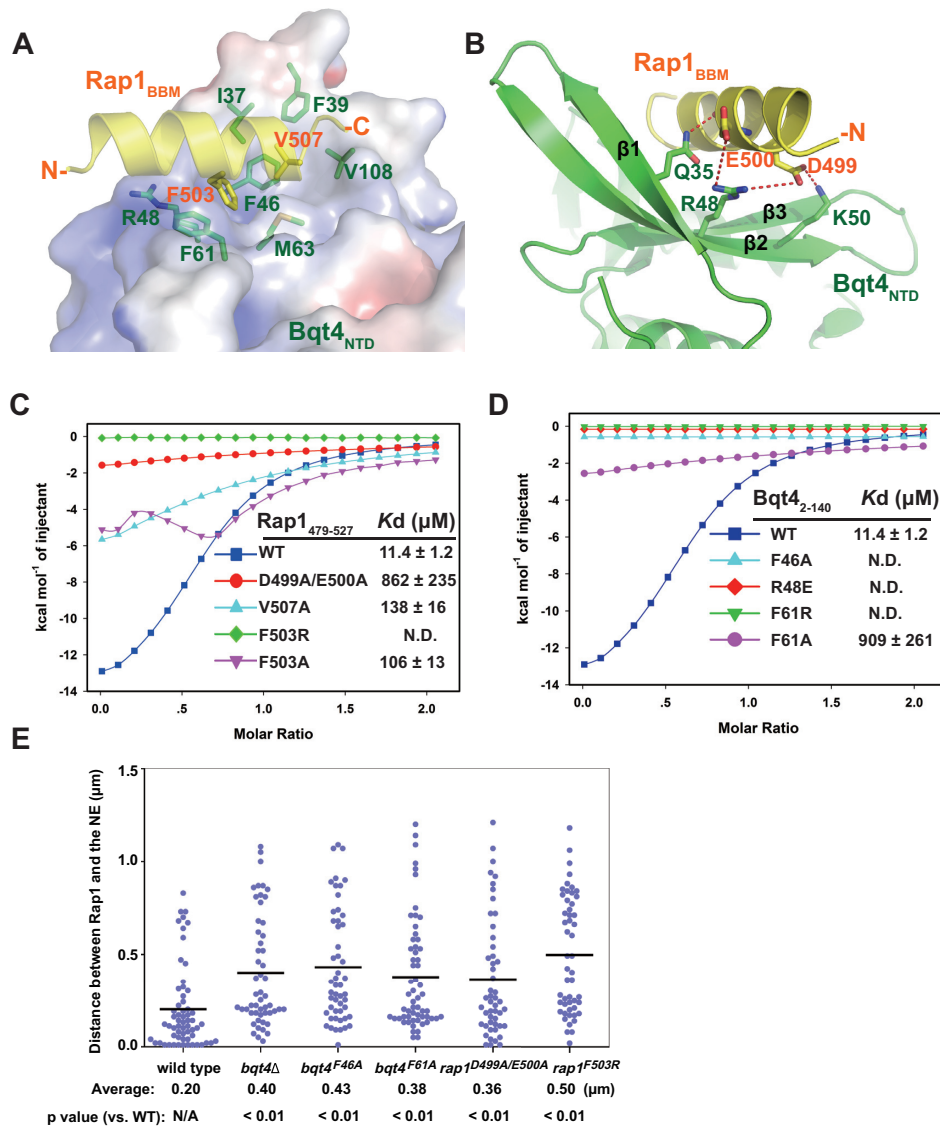 A
Rap1BBM
I37
F39
V507
-C
N-
V108
F503
F46
R48
F61
M63
Bqt4NTD
B
Rap1BBM
β1
-N
Q35
E500
D499
R48
β3
K50
β2
Bqt4NTD
C
kcal mol-1 of injectant
0
-2
-4
-6
-8
-10
-12
-14
Rap1479-527 Kd (µM)
WT 11.4 ± 1.2
D499A/E500A 862 ± 235
V507A 138 ± 16
F503R N.D.
F503A 106 ± 13
0.0 .5 1.0 1.5 2.0
Molar Ratio
D
kcal mol-1 of injectant
0
-2
-4
-6
-8
-10
-12
-14
Bqt42-140 Kd (µM)
WT 11.4 ± 1.2
F46A N.D.
R48E N.D.
F61R N.D.
F61A 909 ± 261
0.0 .5 1.0 1.5 2.0
Molar Ratio
E
Distance between Rap1 and the NE (µm)
1.5
1.0
0.5
0.0
wild type bqt4Δ bqt4F46A bqt4F61A rap1D499A/E500A rap1F503R
Average: 0.20 0.40 0.43 0.38 0.36 0.50 (µm)
p value (vs. WT): N/A < 0.01 < 0.01 < 0.01 < 0.01 < 0.01